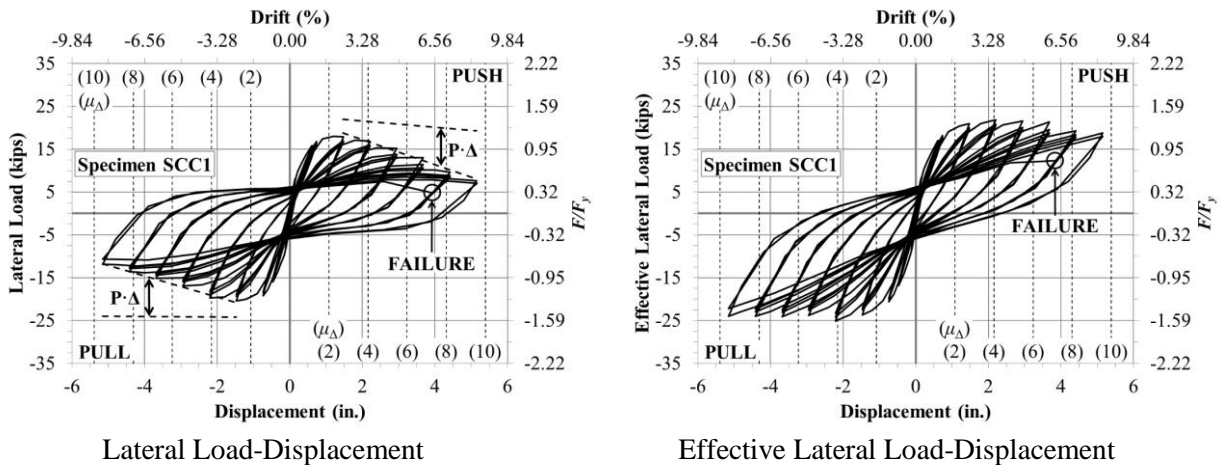 Drift (%)
-9.84 -6.56 -3.28 0.00 3.28 6.56 9.84
35 25 15 5 -5 -15 -25 -35
Lateral Load (kips)
(10) (8) (6) (4) (2)
(μΔ)
PUSH
P·Δ
Specimen SCC1
FAILURE
P·Δ
(μΔ)
PULL
(2) (4) (6) (8) (10)
2.22 1.59 0.95 0.32 -0.32 -0.95 -1.59 -2.22
F/Fy
-6 -4 -2 0 2 4 6
Displacement (in.)
Lateral Load-Displacement
Drift (%)
-9.84 -6.56 -3.28 0.00 3.28 6.56 9.84
35 25 15 5 -5 -15 -25 -35
Effective Lateral Load (kips)
(10) (8) (6) (4) (2)
(μΔ)
PUSH
Specimen SCC1
FAILURE
(μΔ)
PULL
(2) (4) (6) (8) (10)
2.22 1.59 0.95 0.32 -0.32 -0.95 -1.59 -2.22
F/Fy
-6 -4 -2 0 2 4 6
Displacement (in.)
Effective Lateral Load-Displacement